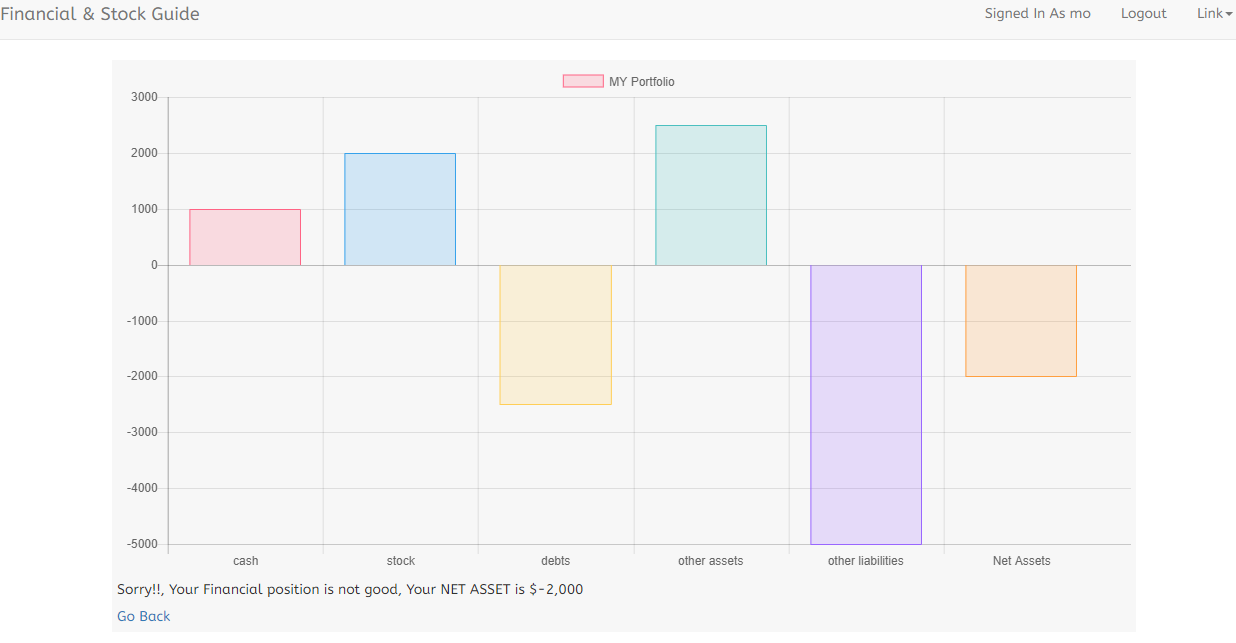 Financial & Stock Guide Signed In As mo Logout Link
MY Portfolio
3000
2000
1000
0
-1000
-2000
-3000
-4000
-5000
cash stock debts other assets other liabilities Net Assets
Sorry!!, Your Financial position is not good, Your NET ASSET is $-2,000
Go Back